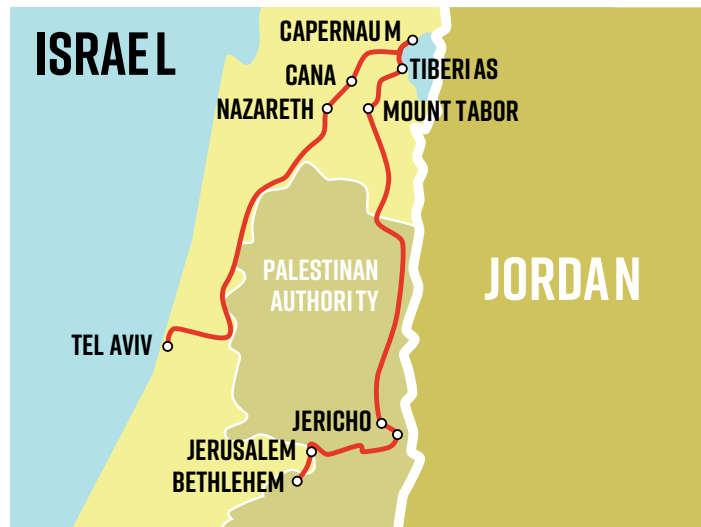 ISRAEL
CAPERNAUM
TIBERIAS
CANA
NAZARETH
MOUNT TABOR
PALESTINAN
AUTHORITY
JORDAN
TEL AVIV
JERICHO
JERUSALEM
BETHLEHEM